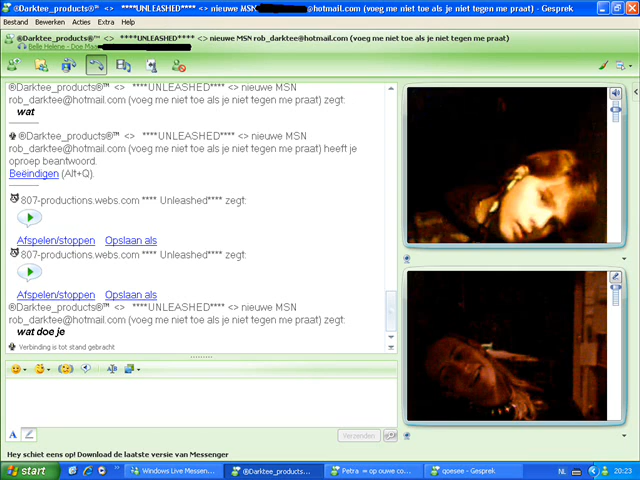 ®Darktee_products®™ <> ****UNLEASHED**** <> nieuwe MSN @hotmail.com (voeg me niet toe als je niet tegen me praat) - Gesprek
Bestand Bewerken Acties Extra Help
®Darktee_products®™ <> ****UNLEASHED**** <> nieuwe MSN rob_darktee@hotmail.com (voeg me niet toe als je niet tegen me praat)
Belle Helene - Doe Maa
®Darktee_products®™ <> ****UNLEASHED**** <> nieuwe MSN
rob_darktee@hotmail.com (voeg me niet toe als je niet tegen me praat) zegt:
wat
®Darktee_products®™ <> ****UNLEASHED**** <> nieuwe MSN
rob_darktee@hotmail.com (voeg me niet toe als je niet tegen me praat) heeft je
oproep beantwoord.
Beëindigen (Alt+Q).
807-productions.webs.com **** Unleashed**** zegt:
Afspelen/stoppen Opslaan als
807-productions.webs.com **** Unleashed**** zegt:
Afspelen/stoppen Opslaan als
®Darktee_products®™ <> ****UNLEASHED**** <> nieuwe MSN
rob_darktee@hotmail.com (voeg me niet toe als je niet tegen me praat) zegt:
wat doe je
Verbinding is tot stand gebracht
A
Verzenden
Hey schiet eens op! Download de laatste versie van Messenger
start Windows Live Messen... ®Darktee_products... Petra = op ouwe co... qoesee - Gesprek NL 20:23